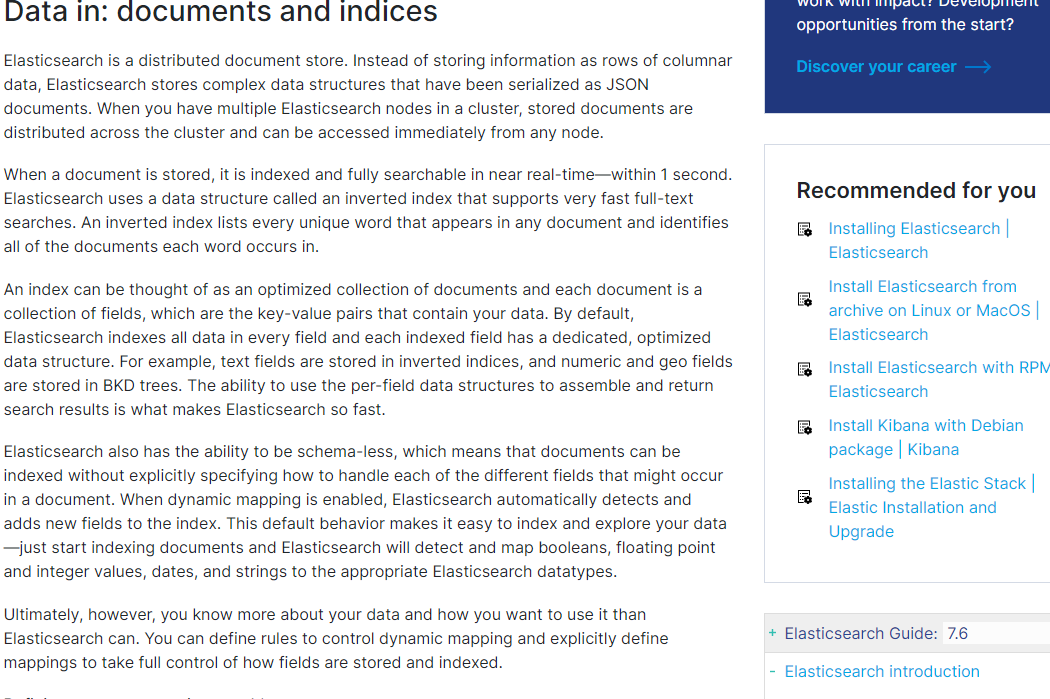 Data in: documents and indices
Elasticsearch is a distributed document store. Instead of storing information as rows of columnar
data, Elasticsearch stores complex data structures that have been serialized as JSON
documents. When you have multiple Elasticsearch nodes in a cluster, stored documents are
distributed across the cluster and can be accessed immediately from any node.
When a document is stored, it is indexed and fully searchable in near real-time—within 1 second.
Elasticsearch uses a data structure called an inverted index that supports very fast full-text
searches. An inverted index lists every unique word that appears in any document and identifies
all of the documents each word occurs in.
An index can be thought of as an optimized collection of documents and each document is a
collection of fields, which are the key-value pairs that contain your data. By default,
Elasticsearch indexes all data in every field and each indexed field has a dedicated, optimized
data structure. For example, text fields are stored in inverted indices, and numeric and geo fields
are stored in BKD trees. The ability to use the per-field data structures to assemble and return
search results is what makes Elasticsearch so fast.
Elasticsearch also has the ability to be schema-less, which means that documents can be
indexed without explicitly specifying how to handle each of the different fields that might occur
in a document. When dynamic mapping is enabled, Elasticsearch automatically detects and
adds new fields to the index. This default behavior makes it easy to index and explore your data
—just start indexing documents and Elasticsearch will detect and map booleans, floating point
and integer values, dates, and strings to the appropriate Elasticsearch datatypes.
Ultimately, however, you know more about your data and how you want to use it than
Elasticsearch can. You can define rules to control dynamic mapping and explicitly define
mappings to take full control of how fields are stored and indexed.
work with impact? Development
opportunities from the start?
Discover your career →
Recommended for you
Installing Elasticsearch |
Elasticsearch
Install Elasticsearch from
archive on Linux or MacOS |
Elasticsearch
Install Elasticsearch with RPM
Elasticsearch
Install Kibana with Debian
package | Kibana
Installing the Elastic Stack |
Elastic Installation and
Upgrade
+ Elasticsearch Guide: 7.6
- Elasticsearch introduction